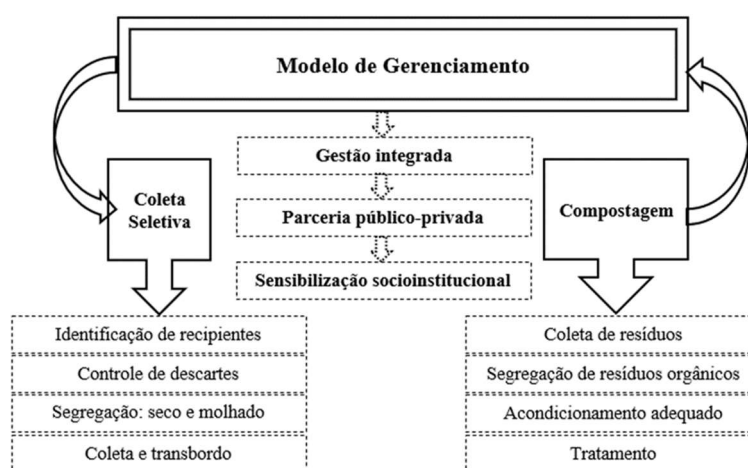 Modelo de Gerenciamento
Gestão integrada
Coleta
Seletiva
Parceria público-privada
Compostagem
Sensibilização socioinstitucional
Identificação de recipientes
Controle de descartes
Segregação: seco e molhado
Coleta e transbordo
Coleta de resíduos
Segregação de resíduos orgânicos
Acondicionamento adequado
Tratamento